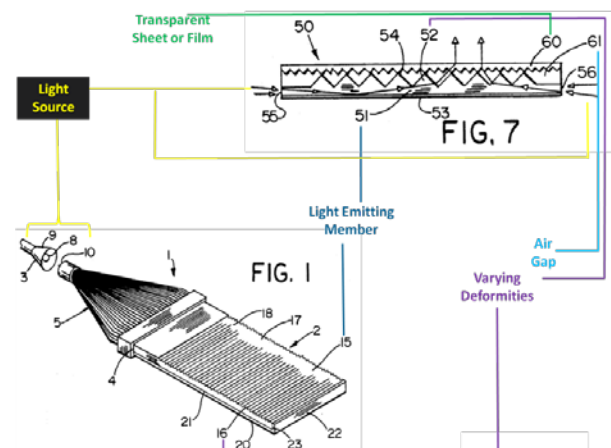 Transparent
Sheet or Film
50
54
52
60
61
Light
Source
56
55
51
53
FIG. 7
Light Emitting
Member
Air
Gap
Varying
Deformities
9
8
10
3
1
FIG. 1
5
18
17
2
15
4
21
16
20
23
22